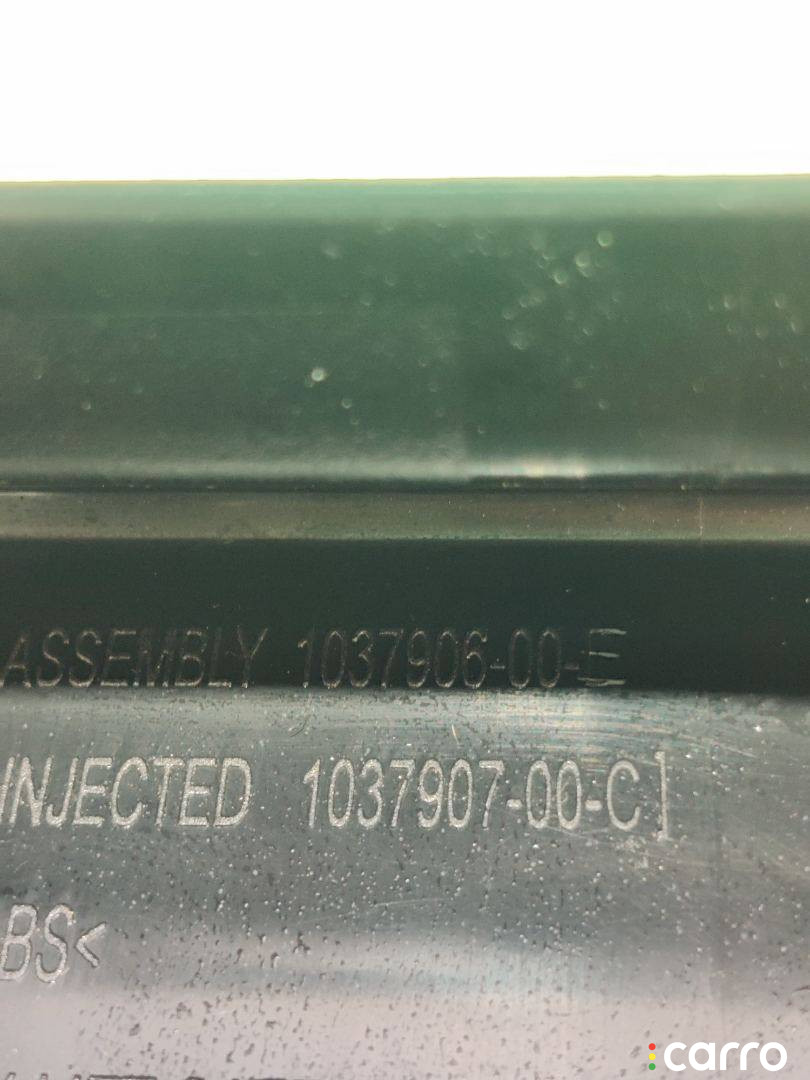 ASSEMBLY 1037906-00-E
INJECTED 1037907-00-C]
BS<
carro